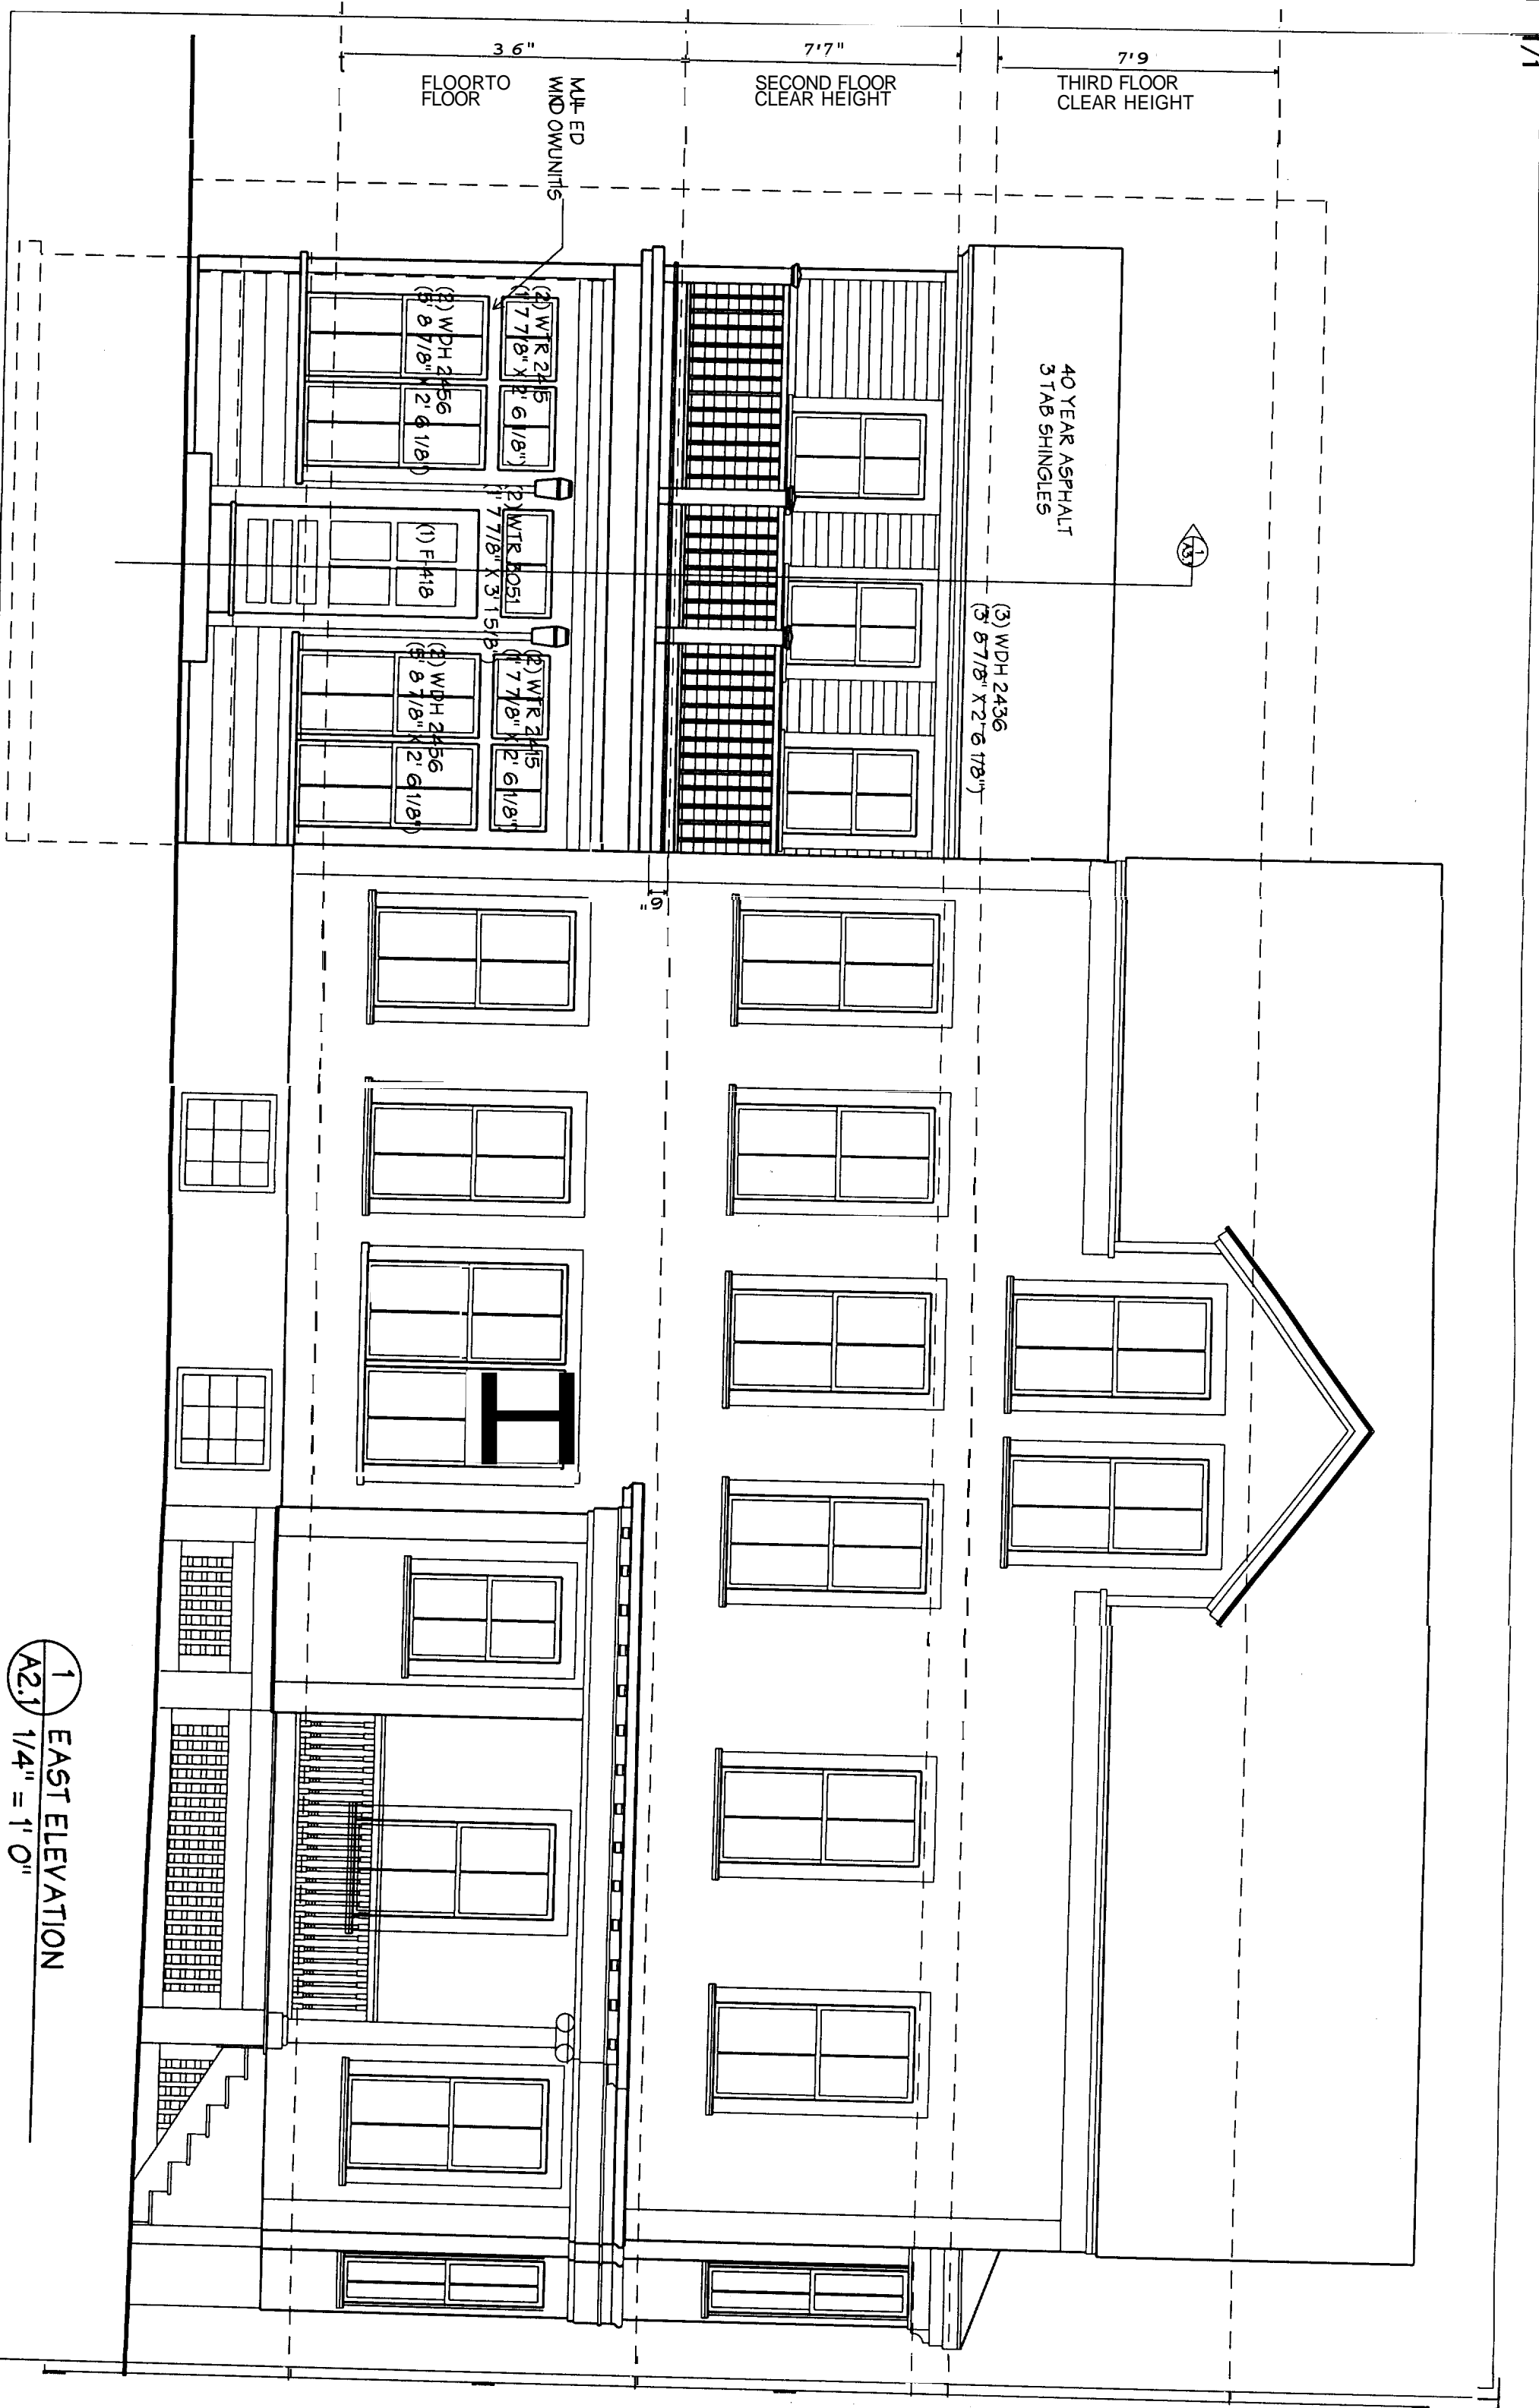 1/1
3 6"
7'7"
7'9
FLOORTO
FLOOR
SECOND FLOOR
CLEAR HEIGHT
THIRD FLOOR
CLEAR HEIGHT
WINDOWUNITS
40 YEAR ASPHALT
3 TAB SHINGLES
1
(3) WDH 2436
(3' 8 7/8" X 2' 6 1/8")
(2) WTR 2415
(1' 7 7/8" X 2' 6 1/8")
(2) WDH 2456
(5' 8 7/8" X 2' 6 1/8")
(2) WTR 3051
(1' 7 7/8" X 3' 1 5/8")
(1) F-418
(2) WTR 2415
(1' 7 7/8" X 2' 6 1/8")
(2) WDH 2456
(5' 8 7/8" X 2' 6 1/8")
6"
H
1
A2.1
EAST ELEVATION
1/4" = 1' 0"